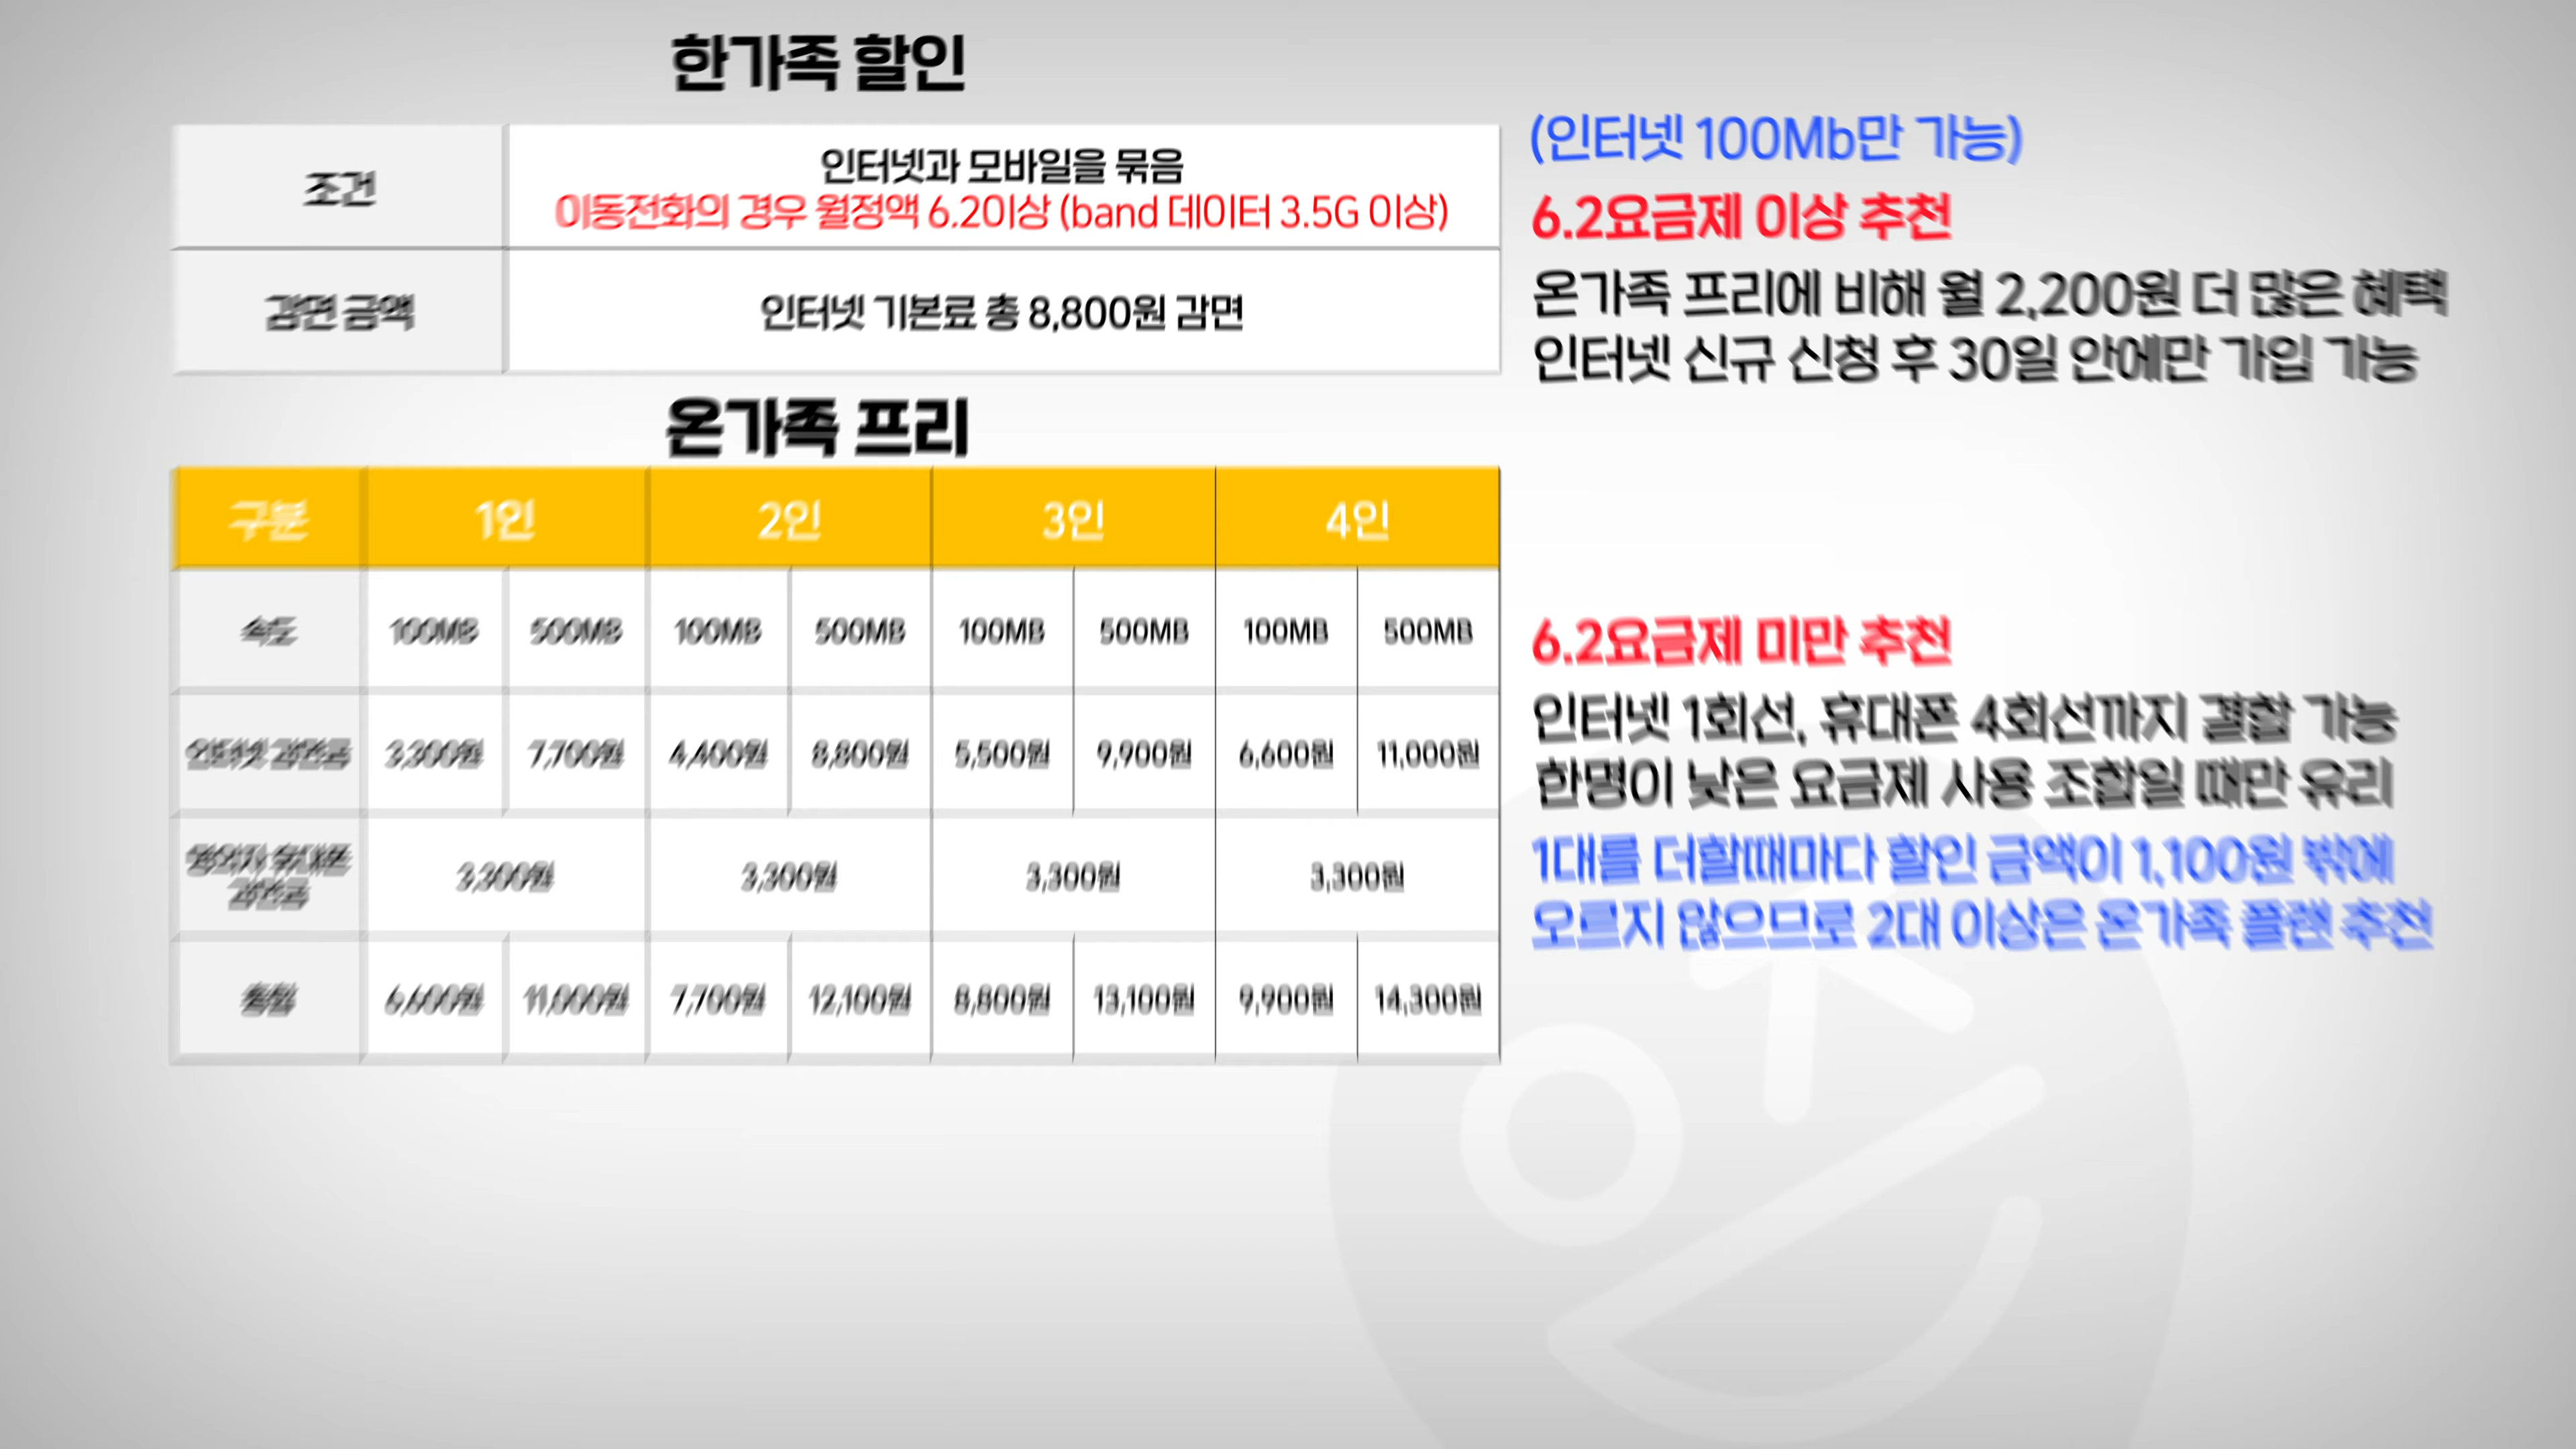 한가족 할인
조건
인터넷과 모바일을 묶음
이동전화의 경우 월정액 6.2이상 (band 데이터 3.5G 이상)
감면 금액
인터넷 기본료 총 8,800원 감면
(인터넷 100Mb만 가능)
6.2요금제 이상 추천
온가족 프리에 비해 월 2,200원 더 많은 혜택
인터넷 신규 신청 후 30일 안에만 가입 가능
온가족 프리
구분 1인 2인 3인 4인
속도 100MB 500MB 100MB 500MB 100MB 500MB 100MB 500MB
3,300원 7,700원 4,400원 8,800원 5,500원 9,900원 6,600원 11,000원
3,300원 3,300원 3,300원 3,300원
6,600원 11,000원 7,700원 12,100원 8,800원 13,100원 9,900원 14,300원
6.2요금제 미만 추천
인터넷 1회선, 휴대폰 4회선까지 결합 가능
한명이 낮은 요금제 사용 조합일 때만 유리
1대를 더할때마다 할인 금액이 1,100원 밖에
오르지 않으므로 2대 이상은 온가족 플랜 추천